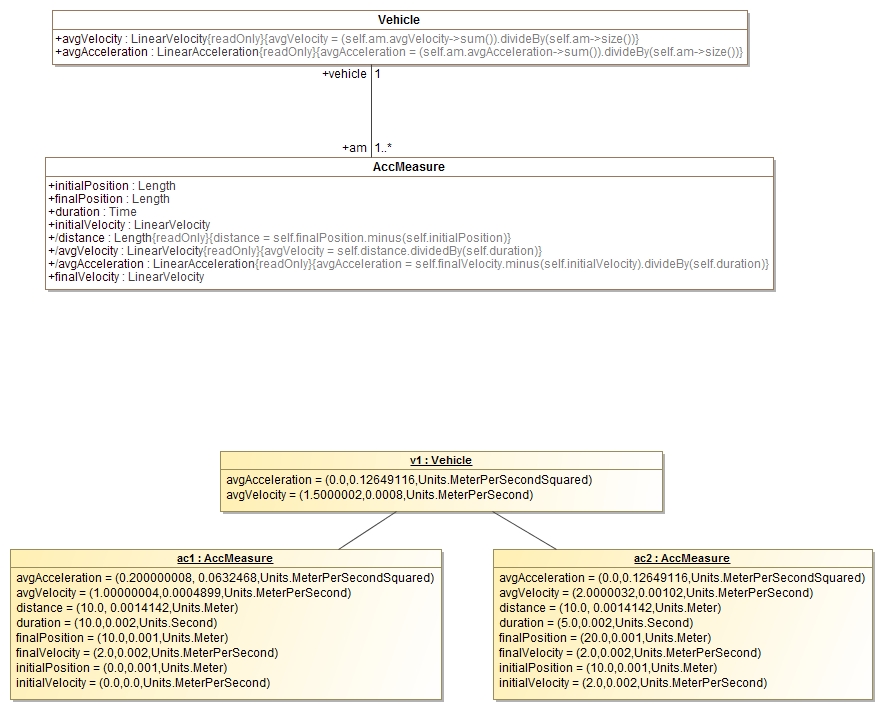 Vehicle
+avgVelocity : LinearVelocity{readOnly}{avgVelocity = (self.am.avgVelocity->sum()).divideBy(self.am->size())}
+avgAcceleration : LinearAcceleration{readOnly}{avgAcceleration = (self.am.avgAcceleration->sum()).divideBy(self.am->size())}
+vehicle 1
+am 1..*
AccMeasure
+initialPosition : Length
+finalPosition : Length
+duration : Time
+initialVelocity : LinearVelocity
+/distance : Length{readOnly}{distance = self.finalPosition.minus(self.initialPosition)}
+/avgVelocity : LinearVelocity{readOnly}{avgVelocity = self.distance.dividedBy(self.duration)}
+/avgAcceleration : LinearAcceleration{readOnly}{avgAcceleration = self.finalVelocity.minus(self.initialVelocity).divideBy(self.duration)}
+finalVelocity : LinearVelocity
v1 : Vehicle
avgAcceleration = (0.0,0.12649116,Units.MeterPerSecondSquared)
avgVelocity = (1.5000002,0.0008,Units.MeterPerSecond)
ac1 : AccMeasure
avgAcceleration = (0.200000008, 0.0632468,Units.MeterPerSecondSquared)
avgVelocity = (1.00000004,0.0004899,Units.MeterPerSecond)
distance = (10.0, 0.0014142,Units.Meter)
duration = (10.0,0.002,Units.Second)
finalPosition = (10.0,0.001,Units.Meter)
finalVelocity = (2.0,0.002,Units.MeterPerSecond)
initialPosition = (0.0,0.001,Units.Meter)
initialVelocity = (0.0,0.0,Units.MeterPerSecond)
ac2 : AccMeasure
avgAcceleration = (0.0,0.12649116,Units.MeterPerSecondSquared)
avgVelocity = (2.0000032,0.00102,Units.MeterPerSecond)
distance = (10.0, 0.0014142,Units.Meter)
duration = (5.0,0.002,Units.Second)
finalPosition = (20.0,0.001,Units.Meter)
finalVelocity = (2.0,0.002,Units.MeterPerSecond)
initialPosition = (10.0,0.001,Units.Meter)
initialVelocity = (2.0,0.002,Units.MeterPerSecond)